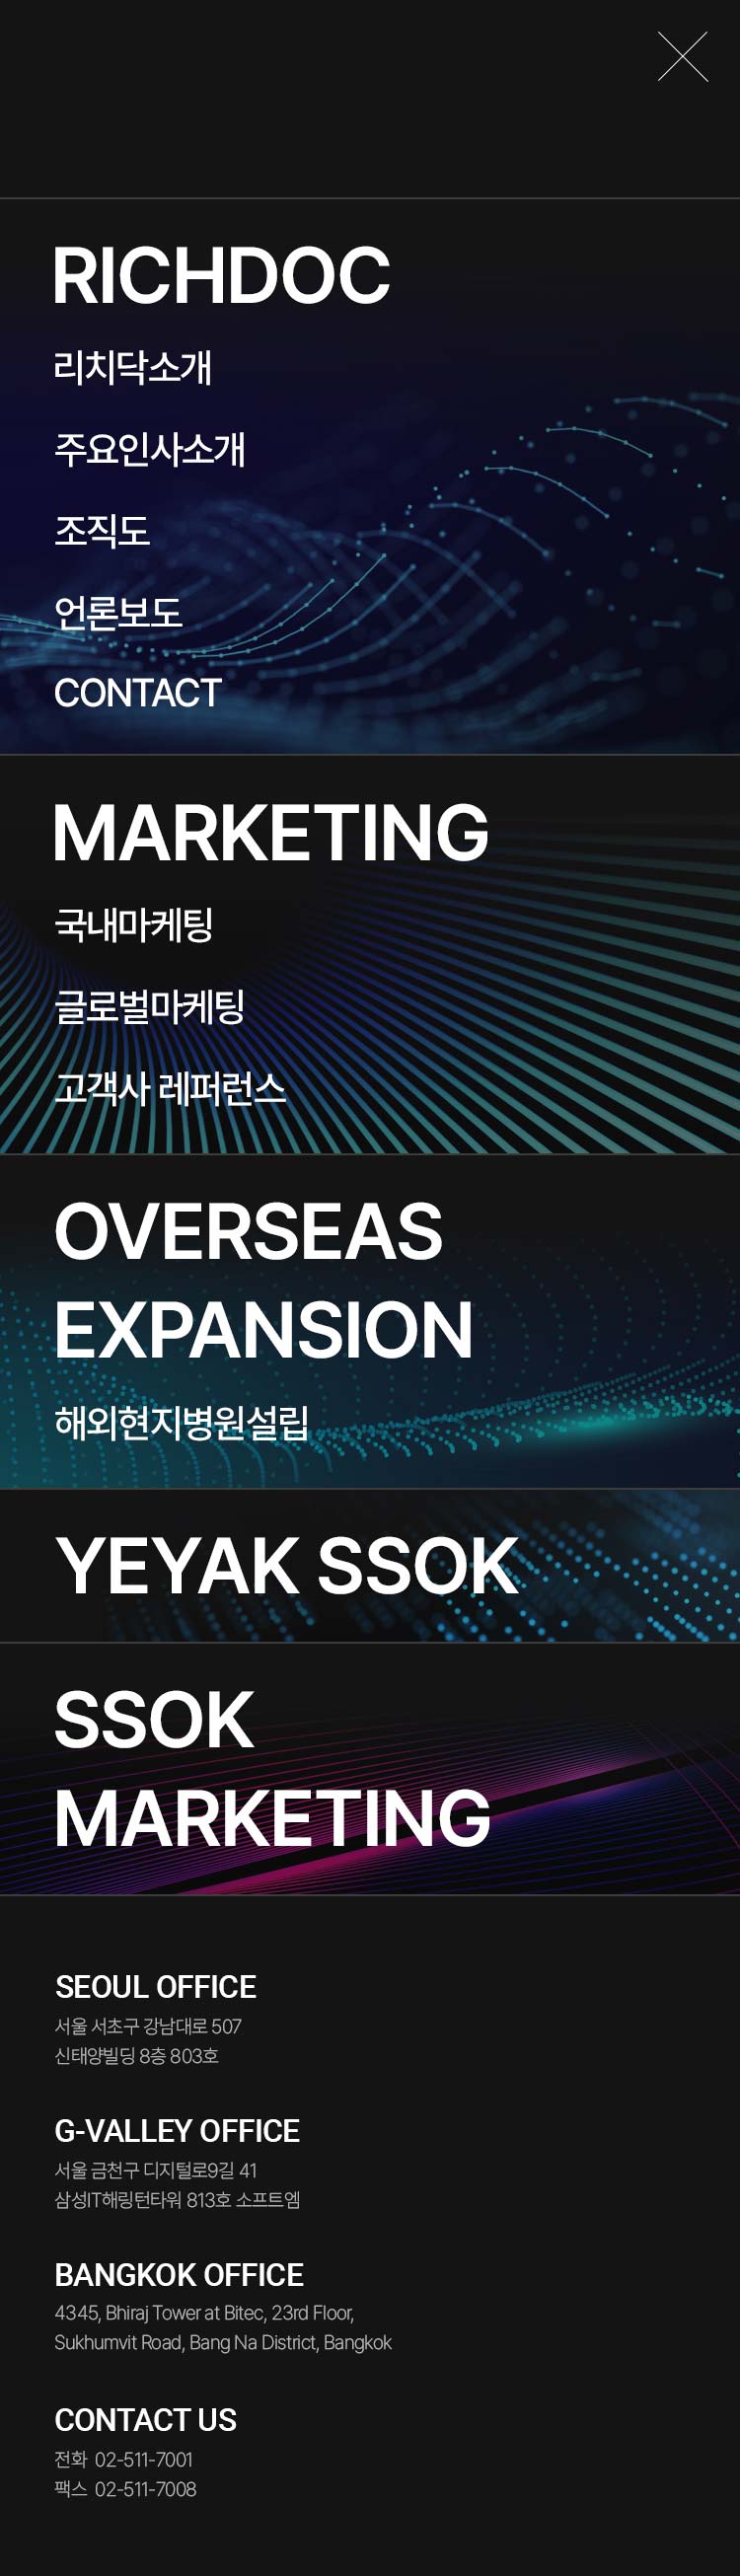 RICHDOC
리치닥소개
주요인사소개
조직도
언론보도
CONTACT
MARKETING
국내마케팅
글로벌마케팅
고객사 레퍼런스
OVERSEAS
EXPANSION
해외현지병원설립
YEYAK SSOK
SSOK
MARKETING
SEOUL OFFICE
서울 서초구 강남대로 507
신태양빌딩 8층 803호
G-VALLEY OFFICE
서울 금천구 디지털로9길 41
삼성IT해링턴타워 813호 소프트엠
BANGKOK OFFICE
4345, Bhiraj Tower at Bitec, 23rd Floor,
Sukhumvit Road, Bang Na District, Bangkok
CONTACT US
전화 02-511-7001
팩스 02-511-7008